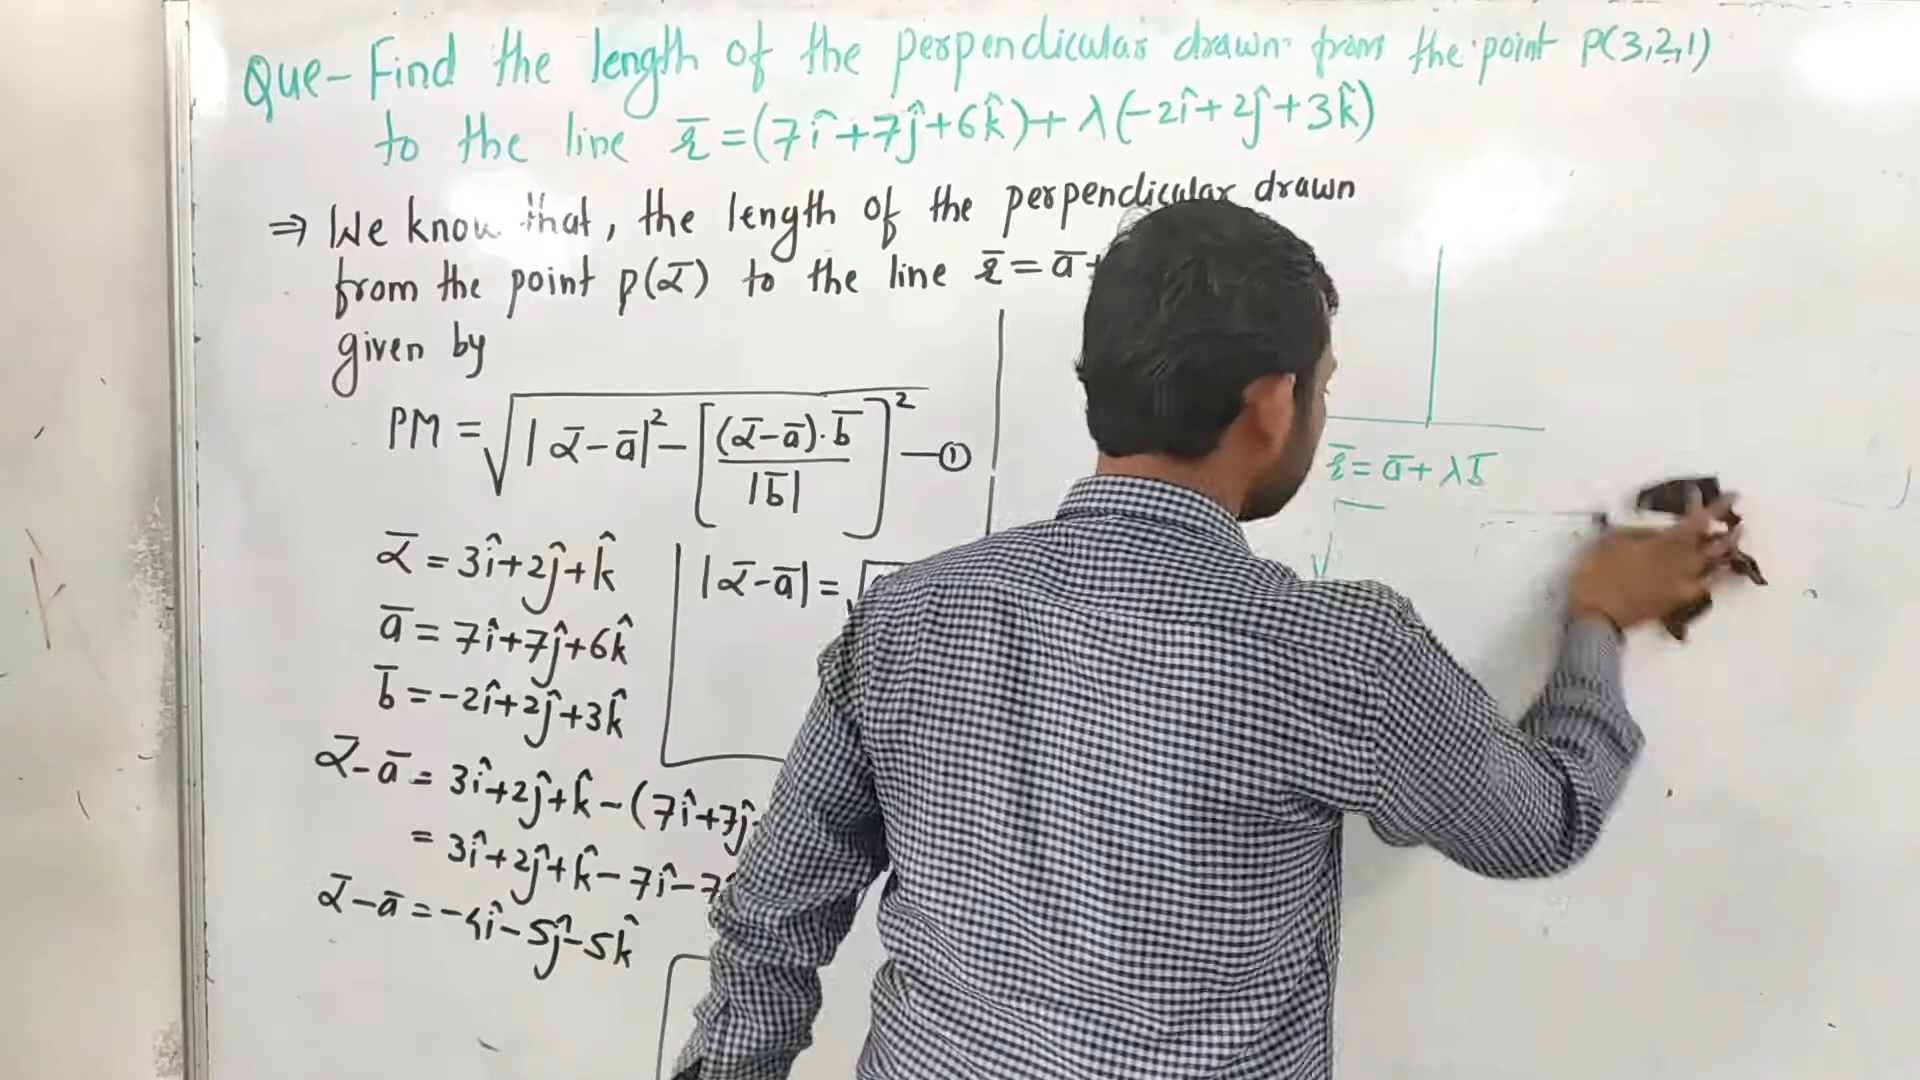 Que- Find the length of the perpendicular drawn from the point P(3,2,1)
to the line r̄ = (7î+7ĵ+6k̂) + λ(-2î+2ĵ+3k̂)
⇒ We know that, the length of the perpendicular drawn
from the point p(ᾱ) to the line r̄ = ā+
given by
PM = √|ᾱ-ā|² - [(ᾱ-ā)·b̄ / |b̄|]² —①
ᾱ = 3î+2ĵ+k̂
ā = 7î+7ĵ+6k̂
b̄ = -2î+2ĵ+3k̂
ᾱ-ā = 3î+2ĵ+k̂-(7î+7ĵ
= 3î+2ĵ+k̂-7î-7
ᾱ-ā = -4î-5ĵ-5k̂
|ᾱ-ā| = √
r̄ = ā+λb̄